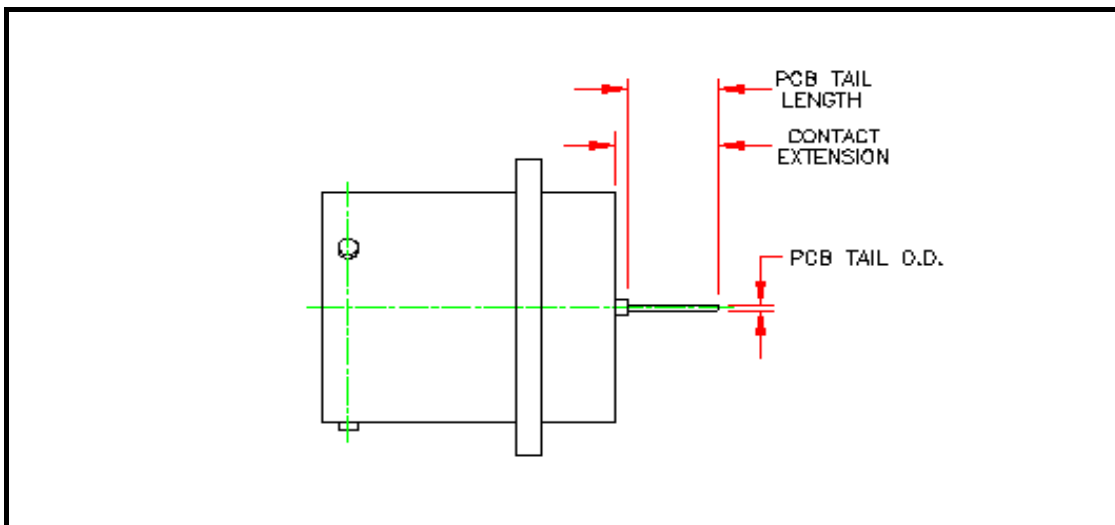 PCB TAIL
LENGTH
CONTACT
EXTENSION
PCB TAIL O.D.